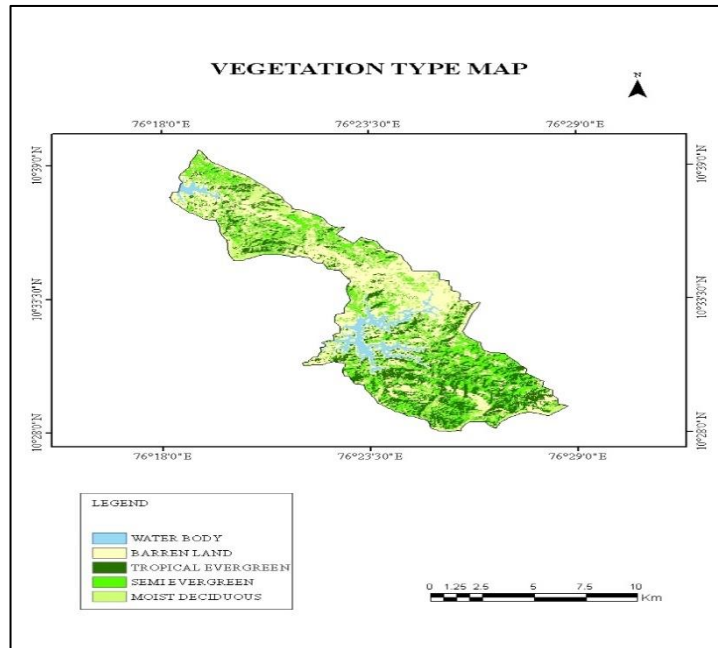 VEGETATION TYPE MAP
N
76°18'0"E 76°23'30"E 76°29'0"E
10°39'0"N 10°39'0"N
10°33'30"N 10°33'30"N
10°28'0"N 10°28'0"N
76°18'0"E 76°23'30"E 76°29'0"E
LEGEND
WATER BODY
BARREN LAND
TROPICAL EVERGREEN
SEMI EVERGREEN
MOIST DECIDUOUS
0 1.25 2.5 5 7.5 10
Km